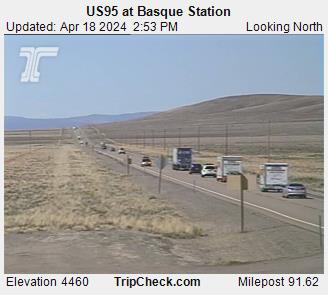 US95 at Basque Station
Updated: Apr 18 2024 2:53 PM Looking North
Elevation 4460 TripCheck.com Milepost 91.62